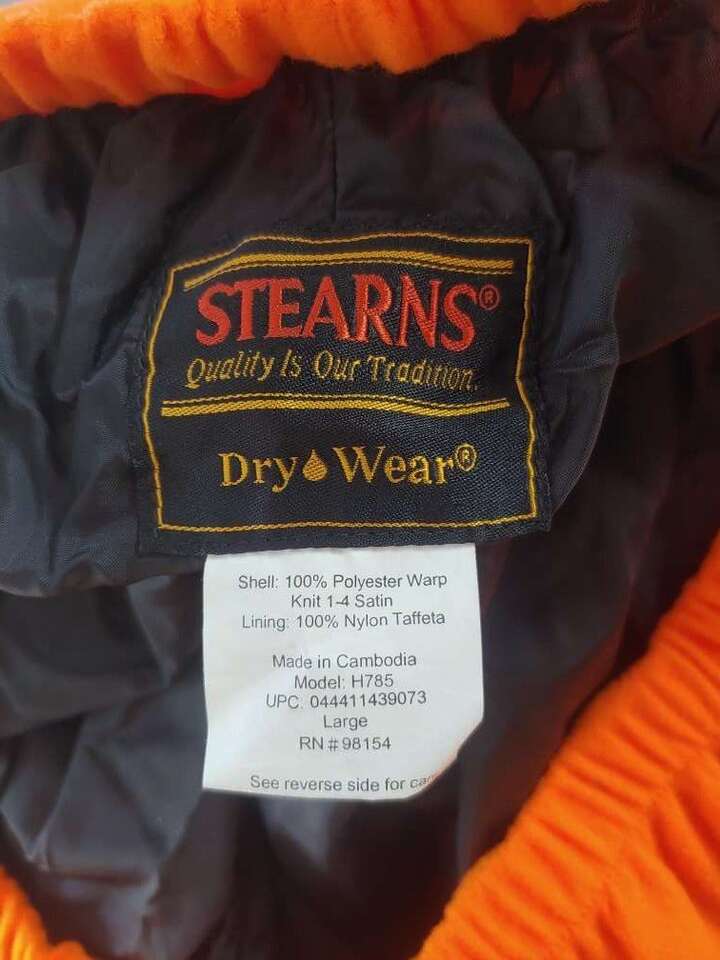 STEARNS®
Quality Is Our Tradition.
Dry Wear®
Shell: 100% Polyester Warp
Knit 1-4 Satin
Lining: 100% Nylon Taffeta
Made in Cambodia
Model: H785
UPC: 044411439073
Large
RN # 98154
See reverse side for